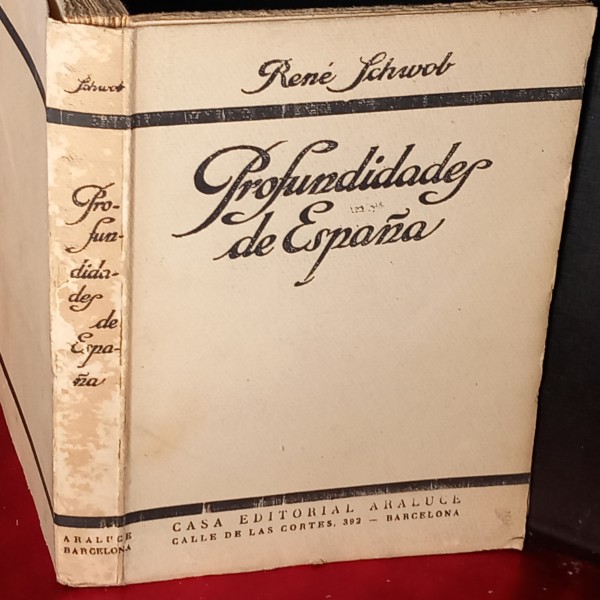 Schwob
Pro-
fun-
dida-
des
de
Espa-
ña
ARALUCE
BARCELONA
René Schwob
Profundidades
de España
CASA EDITORIAL ARALUCE
CALLE DE LAS CORTES, 392 — BARCELONA